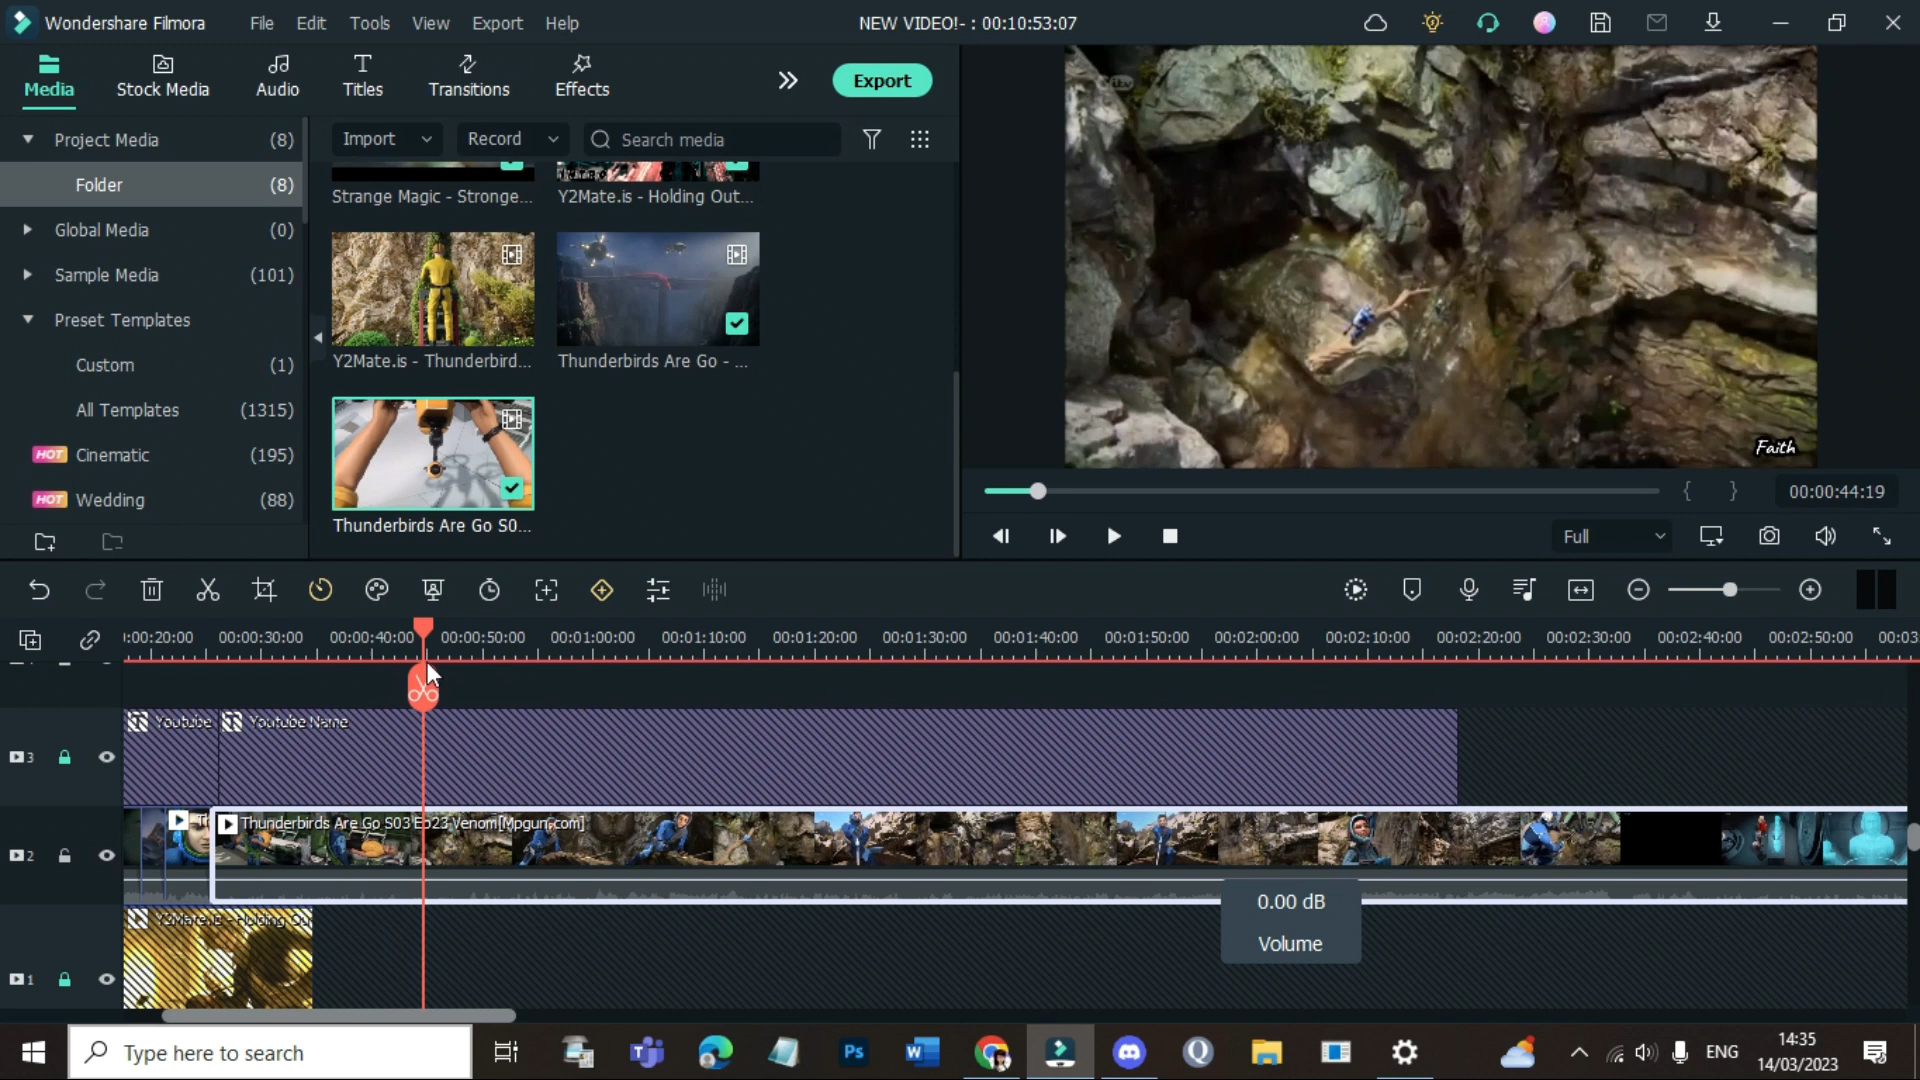 Wondershare Filmora
File
Edit
Tools
View
Export
Help
NEW VIDEO!- : 00:10:53:07
Media
Stock Media
Audio
Titles
Transitions
Effects
Export
Project Media (8)
Folder (8)
Global Media (0)
Sample Media (101)
Preset Templates
Custom (1)
All Templates (1315)
HOT Cinematic (195)
HOT Wedding (88)
Import
Record
Search media
Strange Magic - Stronge...
Y2Mate.is - Holding Out...
Y2Mate.is - Thunderbird...
Thunderbirds Are Go - ...
Thunderbirds Are Go S0...
Faith
00:00:44:19
Full
:00:20:00 00:00:30:00 00:00:40:00 00:00:50:00 00:01:00:00 00:01:10:00 00:01:20:00 00:01:30:00 00:01:40:00 00:01:50:00 00:02:00:00 00:02:10:00 00:02:20:00 00:02:30:00 00:02:40:00 00:02:50:00 00:03:
3
Youtube
Youtube Name
2
Thunderbirds Are Go S03 Ep23 Venom[Mpgun.com]
0.00 dB
Volume
1
Y2Mate.is - Holding Ou
Type here to search
Ps
ENG
14:35
14/03/2023